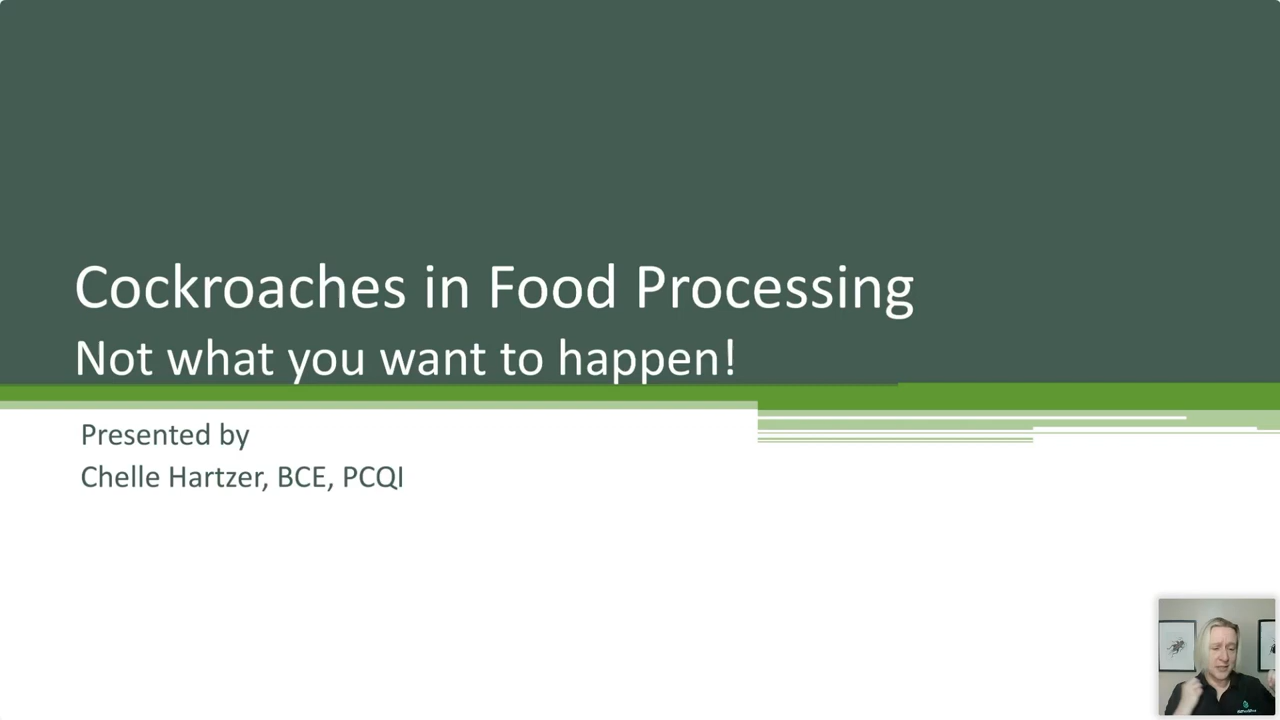 Cockroaches in Food Processing
Not what you want to happen!
Presented by
Chelle Hartzer, BCE, PCQI